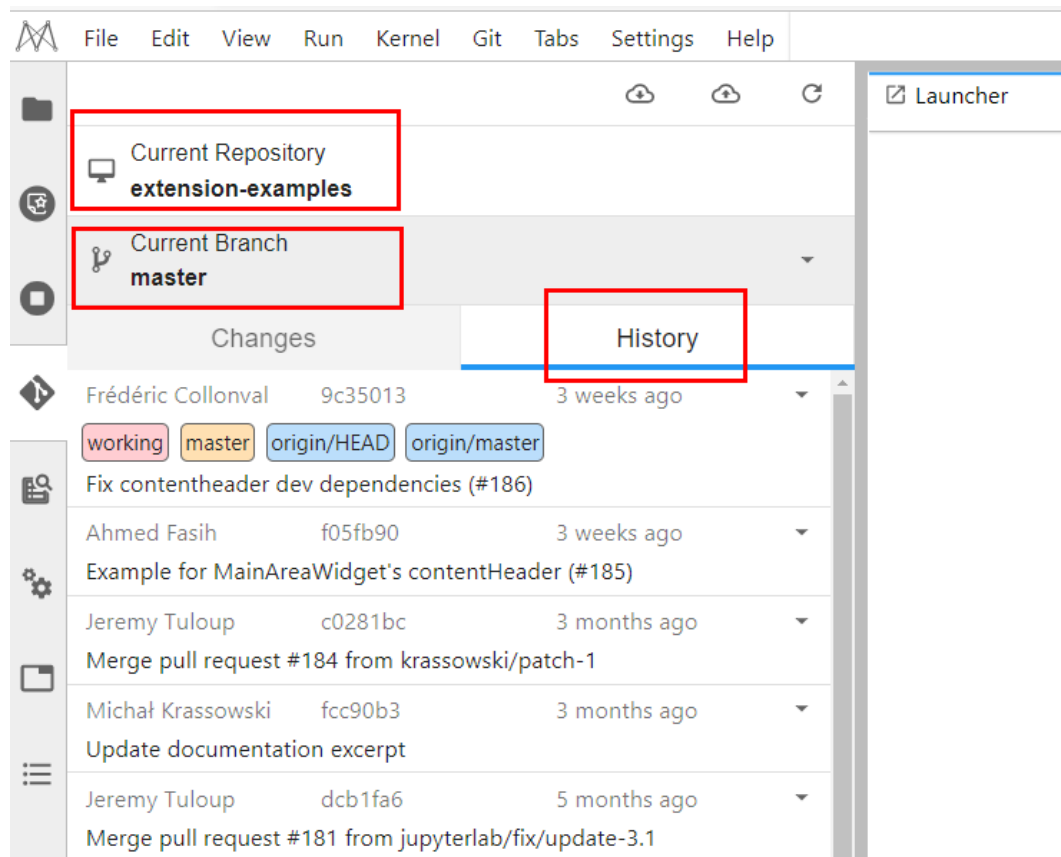 File Edit View Run Kernel Git Tabs Settings Help
Launcher
Current Repository
extension-examples
Current Branch
master
Changes History
Frédéric Collonval 9c35013 3 weeks ago
working master origin/HEAD origin/master
Fix contentheader dev dependencies (#186)
Ahmed Fasih f05fb90 3 weeks ago
Example for MainAreaWidget's contentHeader (#185)
Jeremy Tuloup c0281bc 3 months ago
Merge pull request #184 from krassowski/patch-1
Michał Krassowski fcc90b3 3 months ago
Update documentation excerpt
Jeremy Tuloup dcb1fa6 5 months ago
Merge pull request #181 from jupyterlab/fix/update-3.1